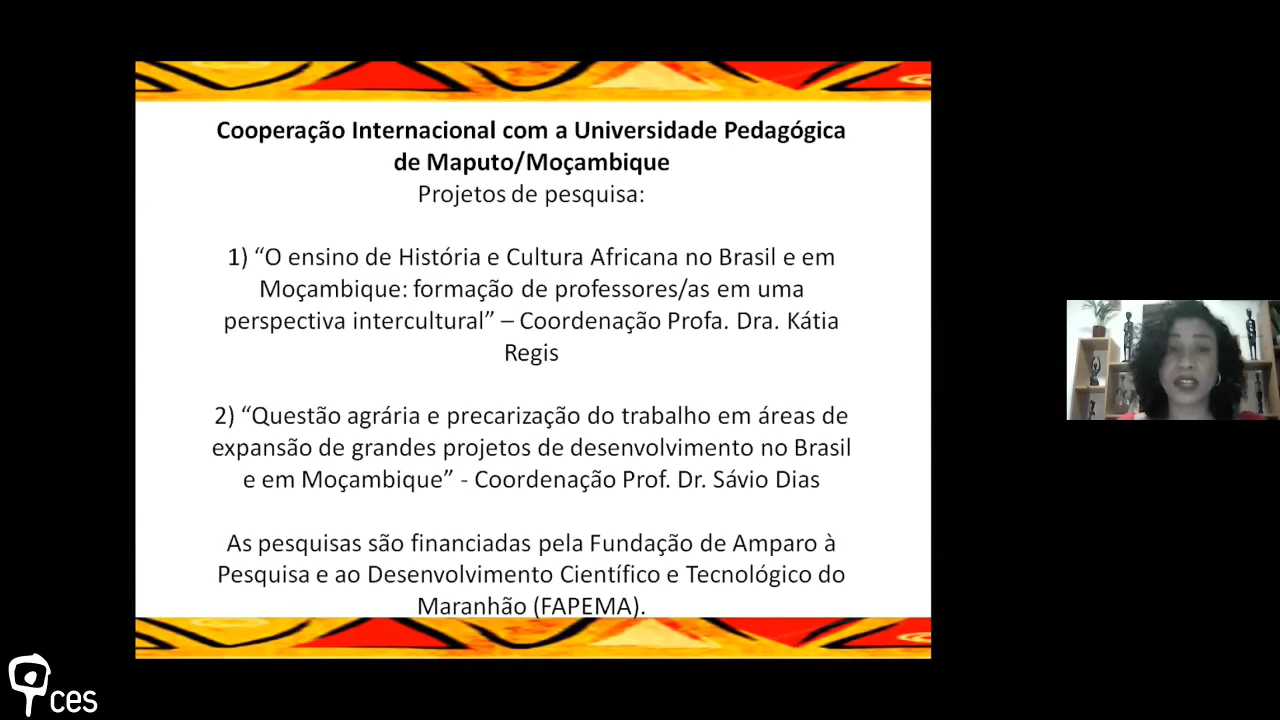 Cooperação Internacional com a Universidade Pedagógica
de Maputo/Moçambique
Projetos de pesquisa:
1) “O ensino de História e Cultura Africana no Brasil e em
Moçambique: formação de professores/as em uma
perspectiva intercultural” – Coordenação Profa. Dra. Kátia
Regis
2) “Questão agrária e precarização do trabalho em áreas de
expansão de grandes projetos de desenvolvimento no Brasil
e em Moçambique” - Coordenação Prof. Dr. Sávio Dias
As pesquisas são financiadas pela Fundação de Amparo à
Pesquisa e ao Desenvolvimento Científico e Tecnológico do
Maranhão (FAPEMA).
ces